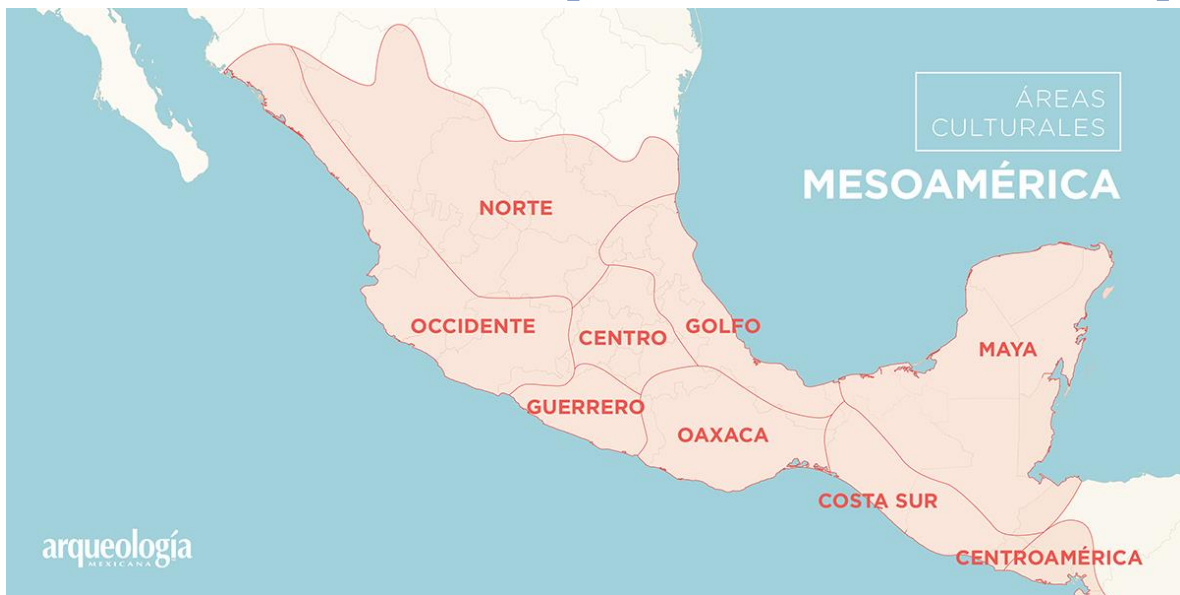 ÁREAS
CULTURALES
MESOAMÉRICA
NORTE
OCCIDENTE
CENTRO
GOLFO
MAYA
GUERRERO
OAXACA
COSTA SUR
CENTROAMÉRICA
arqueología
MEXICANA